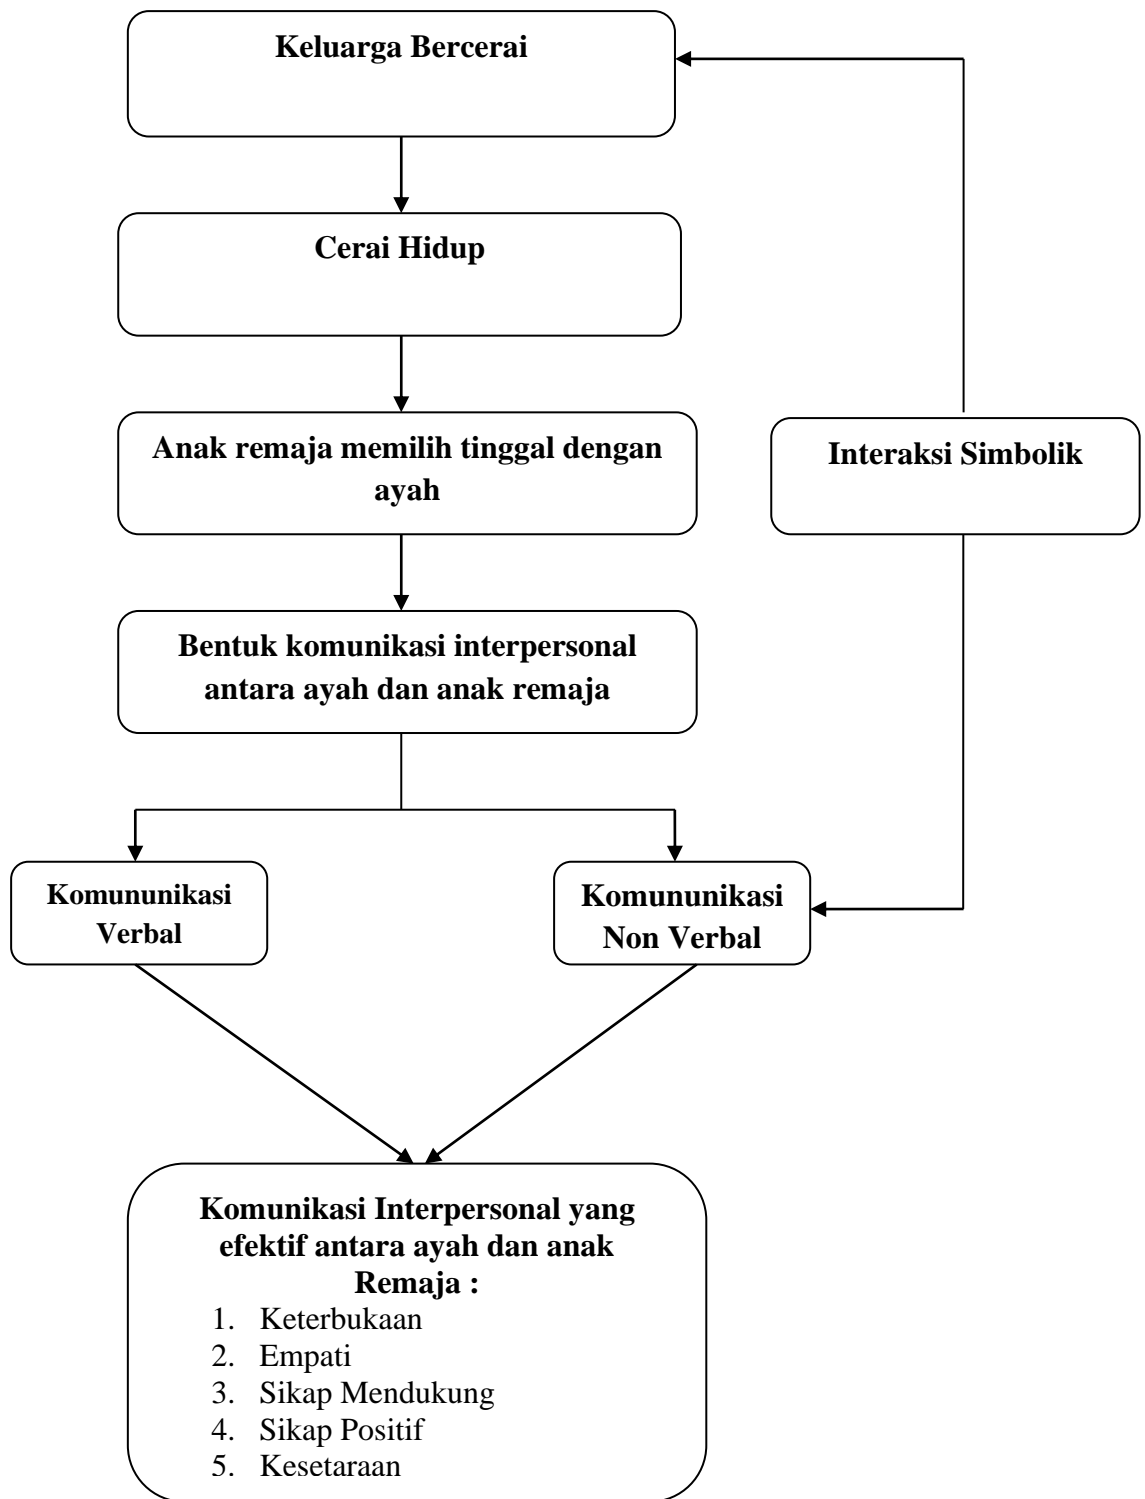 Keluarga Bercerai
Cerai Hidup
Anak remaja memilih tinggal dengan
ayah
Interaksi Simbolik
Bentuk komunikasi interpersonal
antara ayah dan anak remaja
Komununikasi
Verbal
Komununikasi
Non Verbal
Komunikasi Interpersonal yang
efektif antara ayah dan anak
Remaja :
1. Keterbukaan
2. Empati
3. Sikap Mendukung
4. Sikap Positif
5. Kesetaraan